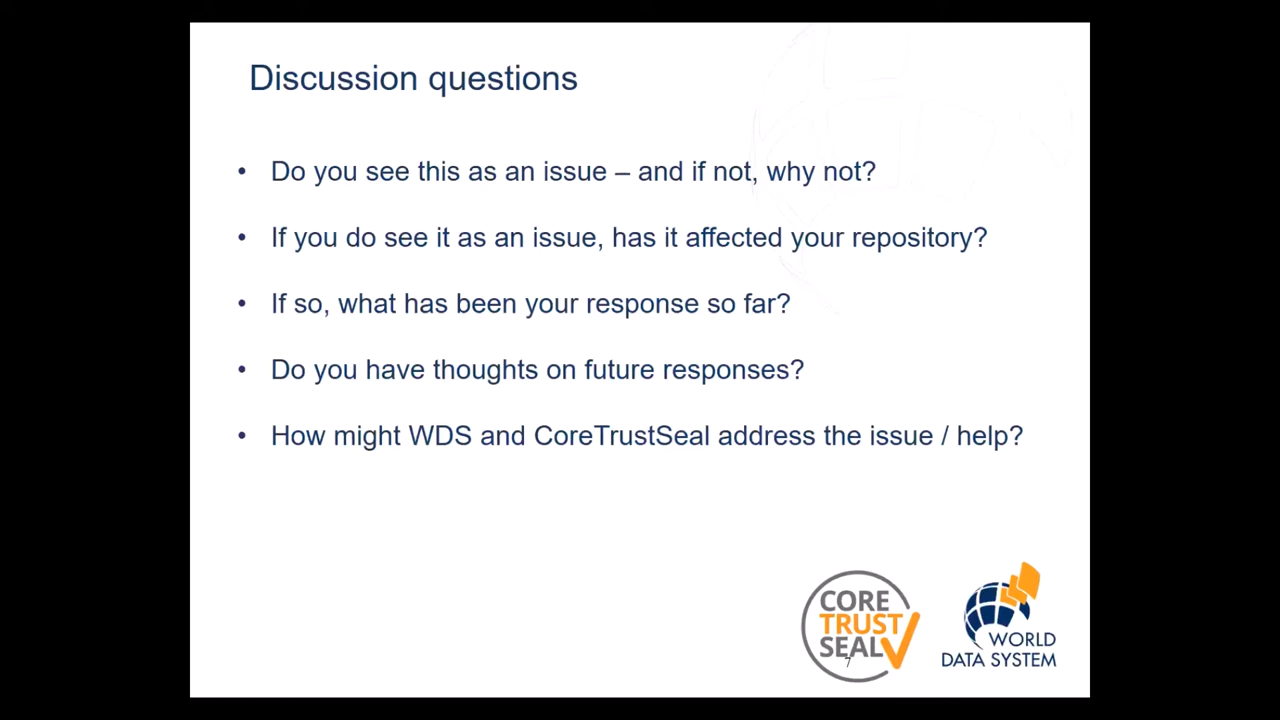 Discussion questions
• Do you see this as an issue – and if not, why not?
• If you do see it as an issue, has it affected your repository?
• If so, what has been your response so far?
• Do you have thoughts on future responses?
• How might WDS and CoreTrustSeal address the issue / help?
CORE
TRUST
SEAL
7
WORLD
DATA SYSTEM